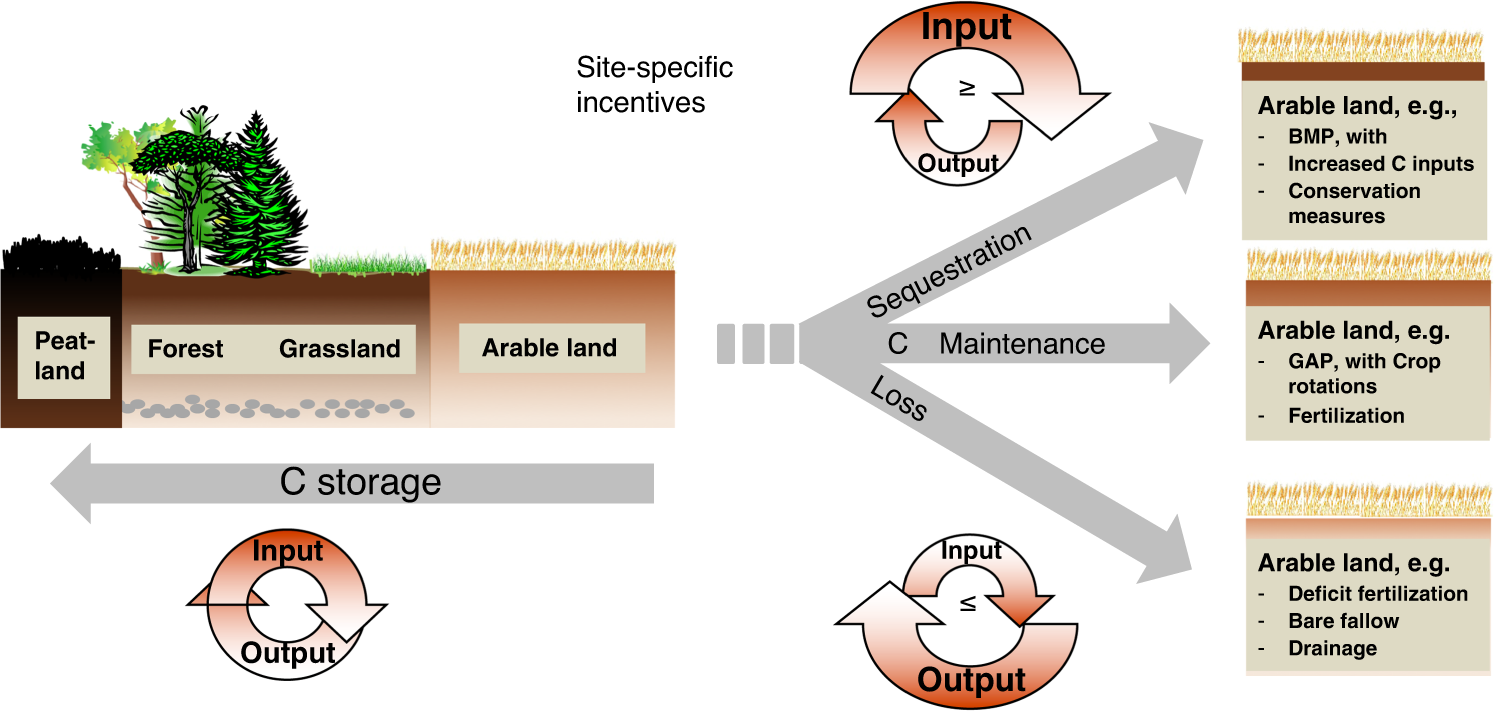 Site-specific
incentives
Input
≥
Output
Peat-
land
Forest
Grassland
Arable land
C storage
Input
Output
Sequestration
C Maintenance
Loss
Input
≤
Output
Arable land, e.g.,
- BMP, with
- Increased C inputs
- Conservation
measures
Arable land, e.g.
- GAP, with Crop
rotations
- Fertilization
Arable land, e.g.
- Deficit fertilization
- Bare fallow
- Drainage